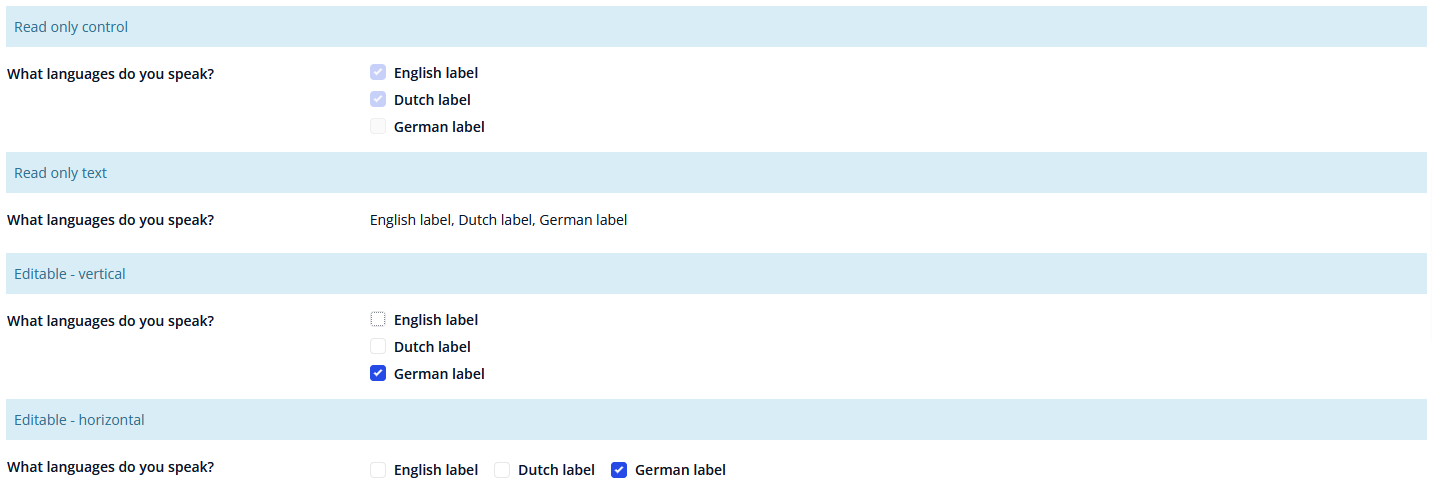 Read only control
What languages do you speak?
English label
Dutch label
German label
Read only text
What languages do you speak? English label, Dutch label, German label
Editable - vertical
What languages do you speak?
English label
Dutch label
German label
Editable - horizontal
What languages do you speak? English label Dutch label German label